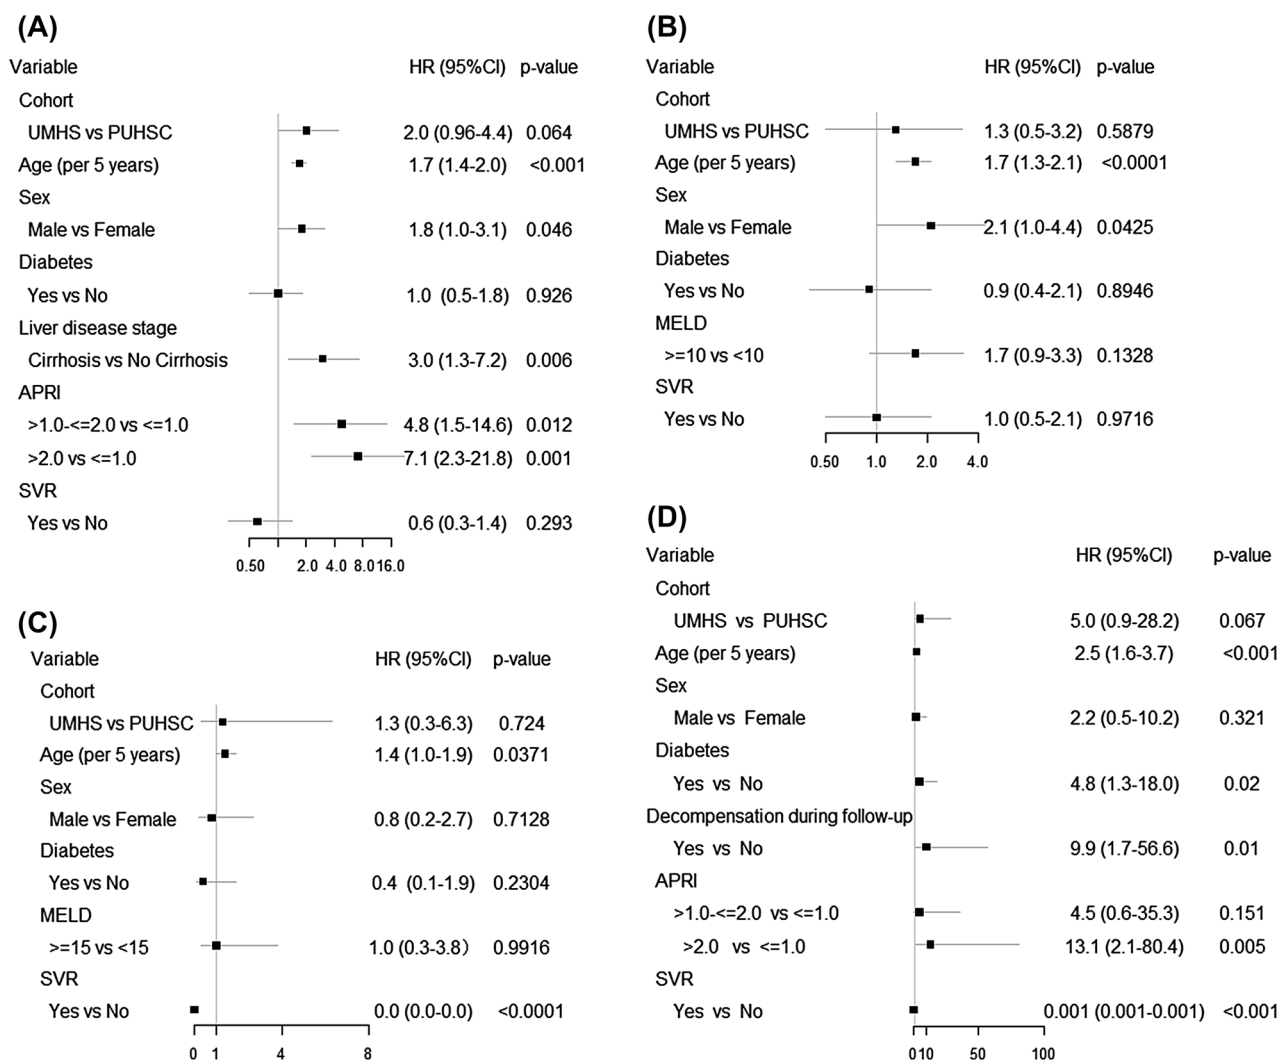 (A)
Variable HR (95%CI) p-value
Cohort
UMHS vs PUHSC 2.0 (0.96-4.4) 0.064
Age (per 5 years) 1.7 (1.4-2.0) <0.001
Sex
Male vs Female 1.8 (1.0-3.1) 0.046
Diabetes
Yes vs No 1.0 (0.5-1.8) 0.926
Liver disease stage
Cirrhosis vs No Cirrhosis 3.0 (1.3-7.2) 0.006
APRI
>1.0-<=2.0 vs <=1.0 4.8 (1.5-14.6) 0.012
>2.0 vs <=1.0 7.1 (2.3-21.8) 0.001
SVR
Yes vs No 0.6 (0.3-1.4) 0.293
0.50 2.0 4.0 8.0 16.0
(B)
Variable HR (95%CI) p-value
Cohort
UMHS vs PUHSC 1.3 (0.5-3.2) 0.5879
Age (per 5 years) 1.7 (1.3-2.1) <0.0001
Sex
Male vs Female 2.1 (1.0-4.4) 0.0425
Diabetes
Yes vs No 0.9 (0.4-2.1) 0.8946
MELD
>=10 vs <10 1.7 (0.9-3.3) 0.1328
SVR
Yes vs No 1.0 (0.5-2.1) 0.9716
0.50 1.0 2.0 4.0
(C)
Variable HR (95%CI) p-value
Cohort
UMHS vs PUHSC 1.3 (0.3-6.3) 0.724
Age (per 5 years) 1.4 (1.0-1.9) 0.0371
Sex
Male vs Female 0.8 (0.2-2.7) 0.7128
Diabetes
Yes vs No 0.4 (0.1-1.9) 0.2304
MELD
>=15 vs <15 1.0 (0.3-3.8) 0.9916
SVR
Yes vs No 0.0 (0.0-0.0) <0.0001
0 1 4 8
(D)
Variable HR (95%CI) p-value
Cohort
UMHS vs PUHSC 5.0 (0.9-28.2) 0.067
Age (per 5 years) 2.5 (1.6-3.7) <0.001
Sex
Male vs Female 2.2 (0.5-10.2) 0.321
Diabetes
Yes vs No 4.8 (1.3-18.0) 0.02
Decompensation during follow-up
Yes vs No 9.9 (1.7-56.6) 0.01
APRI
>1.0-<=2.0 vs <=1.0 4.5 (0.6-35.3) 0.151
>2.0 vs <=1.0 13.1 (2.1-80.4) 0.005
SVR
Yes vs No 0.001 (0.001-0.001) <0.001
0 10 50 100